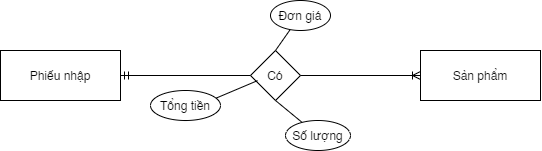 Đơn giá
Phiếu nhập
Có
Sản phẩm
Tổng tiền
Số lượng